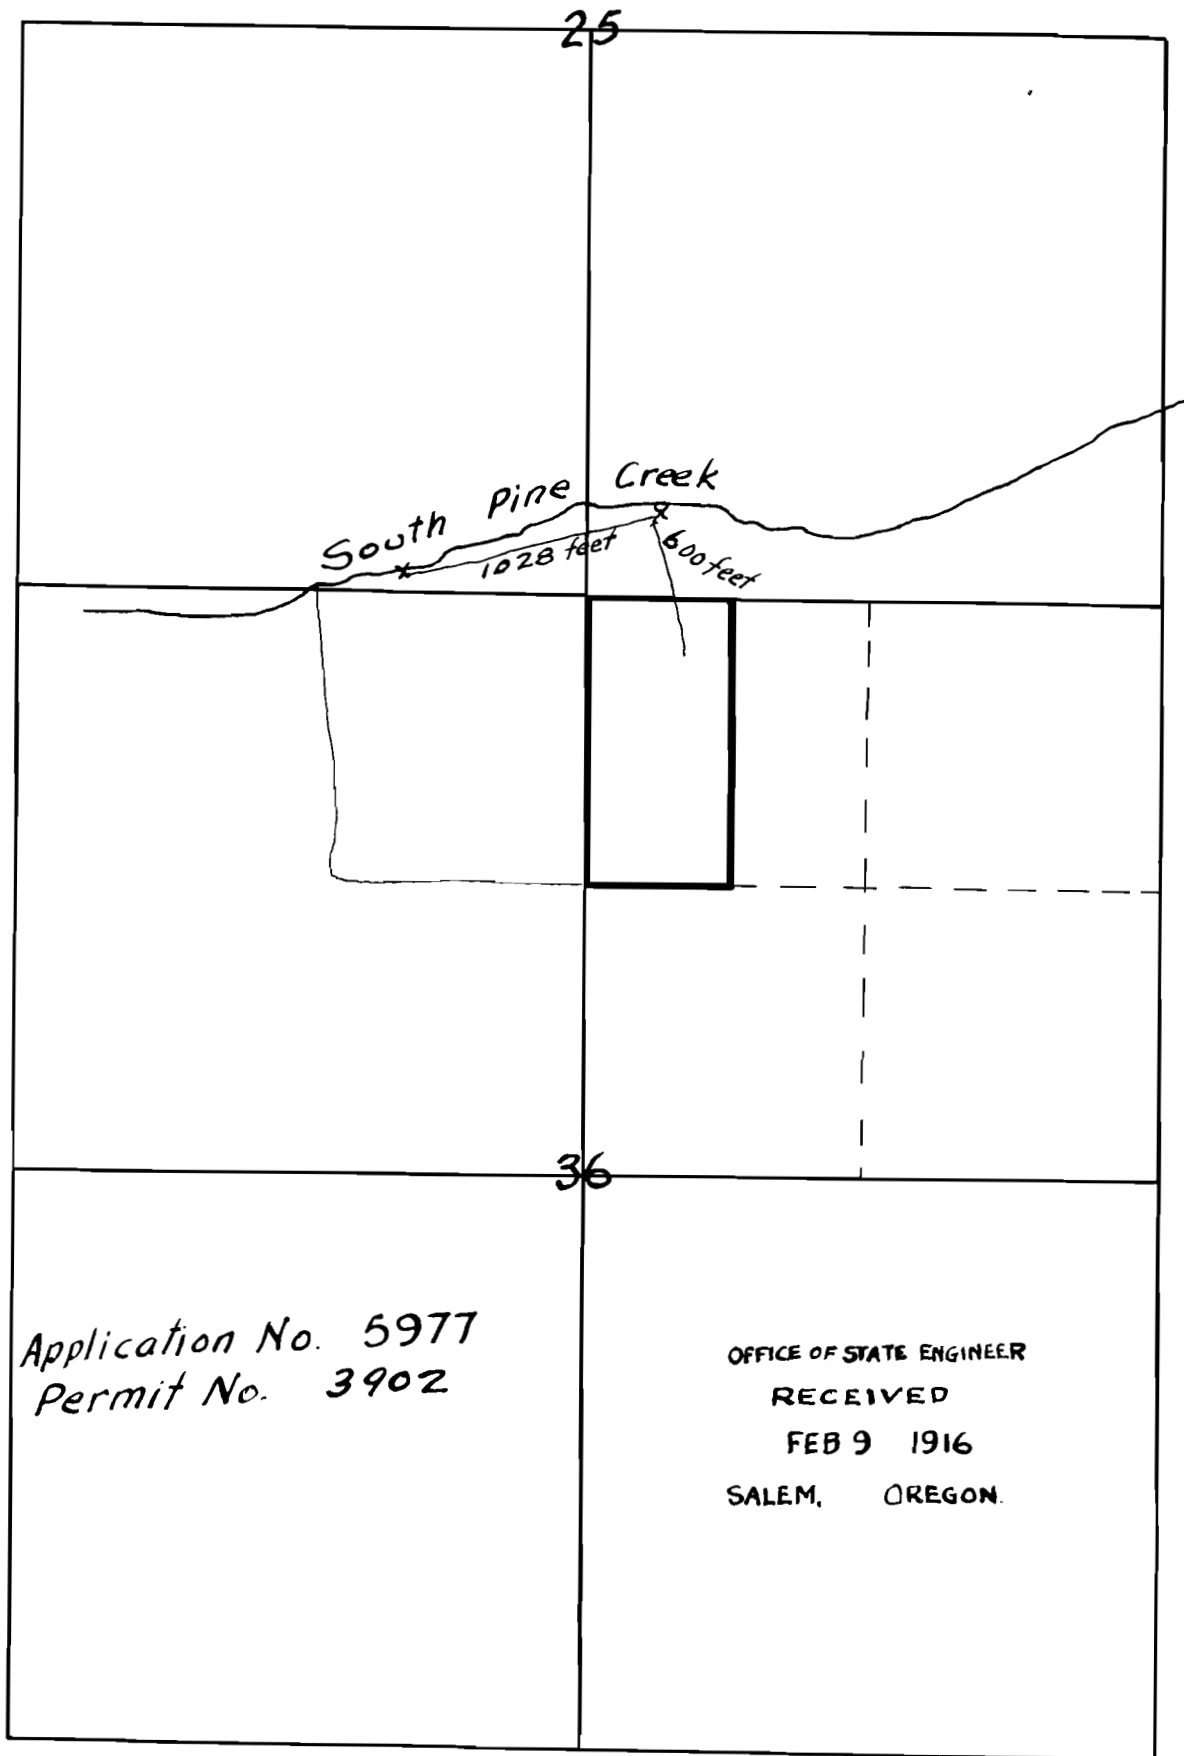 25
South Pine Creek
1028 feet
600 feet
36
Application No. 5977
Permit No. 3902
OFFICE OF STATE ENGINEER
RECEIVED
FEB 9 1916
SALEM, OREGON.